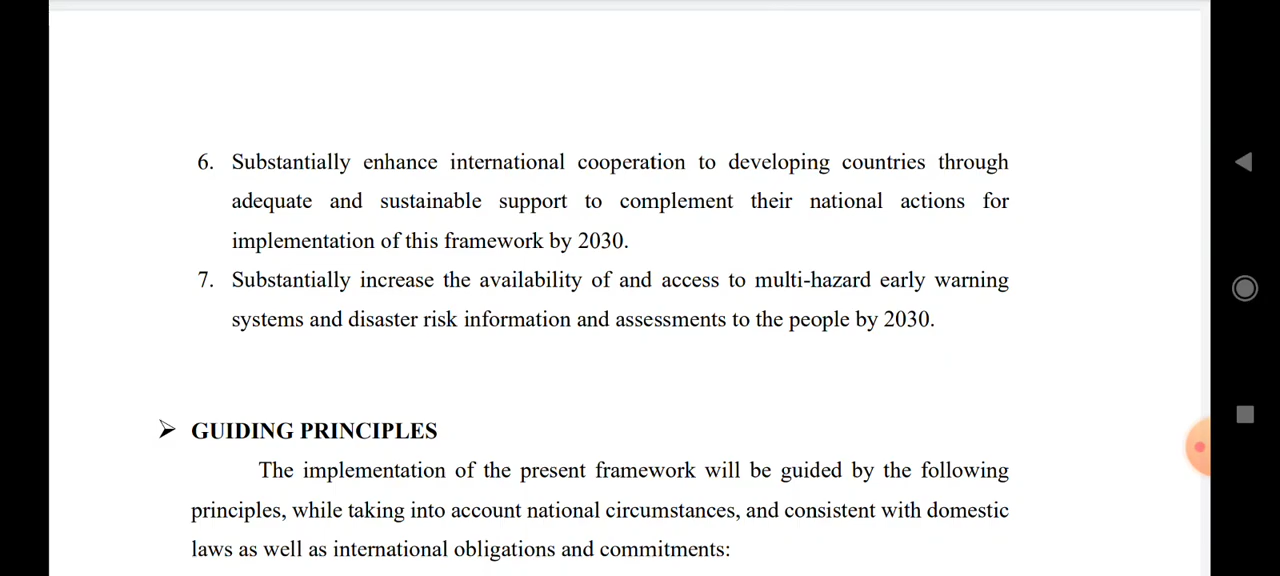 6. Substantially enhance international cooperation to developing countries through
adequate and sustainable support to complement their national actions for
implementation of this framework by 2030.
7. Substantially increase the availability of and access to multi-hazard early warning
systems and disaster risk information and assessments to the people by 2030.
➢ GUIDING PRINCIPLES
The implementation of the present framework will be guided by the following
principles, while taking into account national circumstances, and consistent with domestic
laws as well as international obligations and commitments: